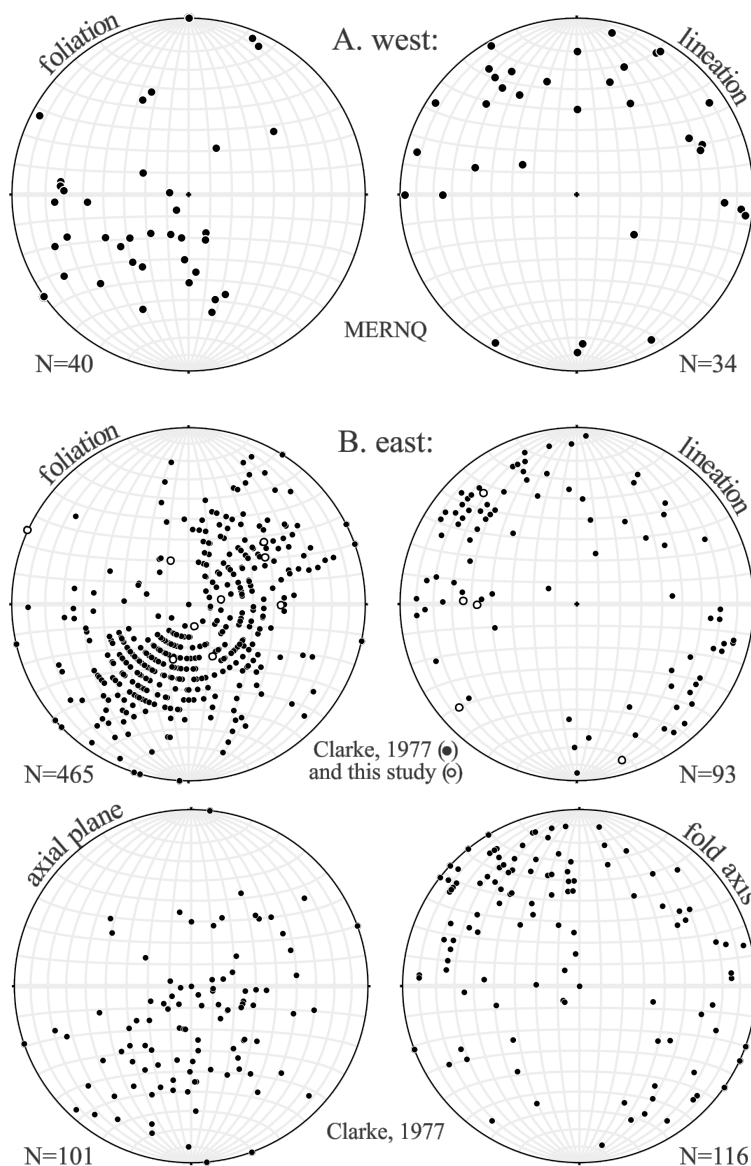 A. west:
foliation
lineation
MERNQ
N=40
N=34
B. east:
foliation
lineation
Clarke, 1977 (●)
and this study (○)
N=465
N=93
axial plane
fold axis
Clarke, 1977
N=101
N=116